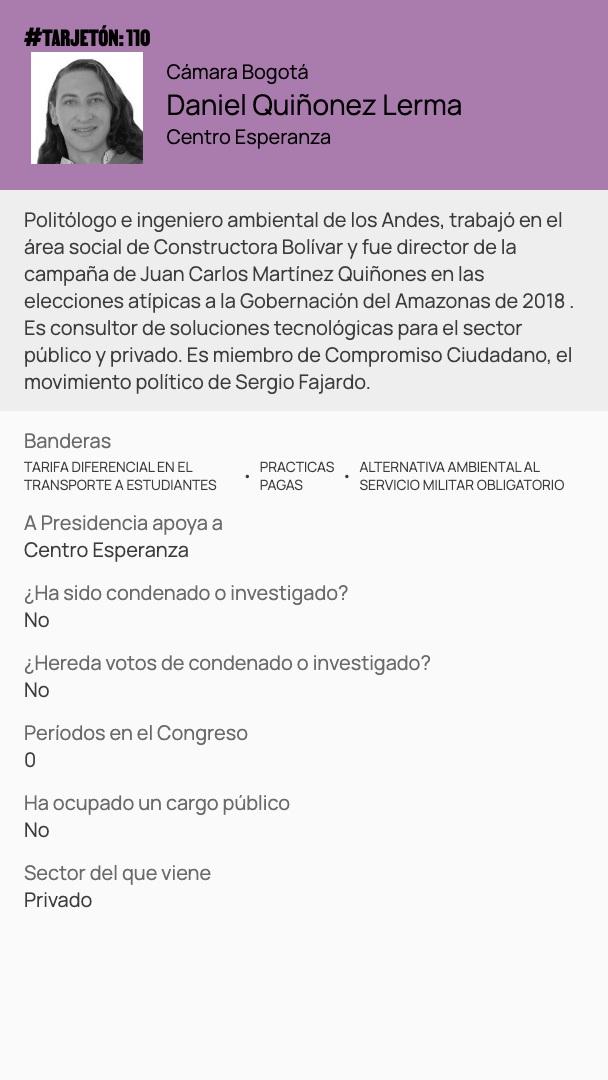 #TARJETÓN: 110
Cámara Bogotá
Daniel Quiñonez Lerma
Centro Esperanza
Politólogo e ingeniero ambiental de los Andes, trabajó en el
área social de Constructora Bolívar y fue director de la
campaña de Juan Carlos Martínez Quiñones en las
elecciones atípicas a la Gobernación del Amazonas de 2018 .
Es consultor de soluciones tecnológicas para el sector
público y privado. Es miembro de Compromiso Ciudadano, el
movimiento político de Sergio Fajardo.
Banderas
TARIFA DIFERENCIAL EN EL
TRANSPORTE A ESTUDIANTES
• PRACTICAS
PAGAS
• ALTERNATIVA AMBIENTAL AL
SERVICIO MILITAR OBLIGATORIO
A Presidencia apoya a
Centro Esperanza
¿Ha sido condenado o investigado?
No
¿Hereda votos de condenado o investigado?
No
Períodos en el Congreso
0
Ha ocupado un cargo público
No
Sector del que viene
Privado